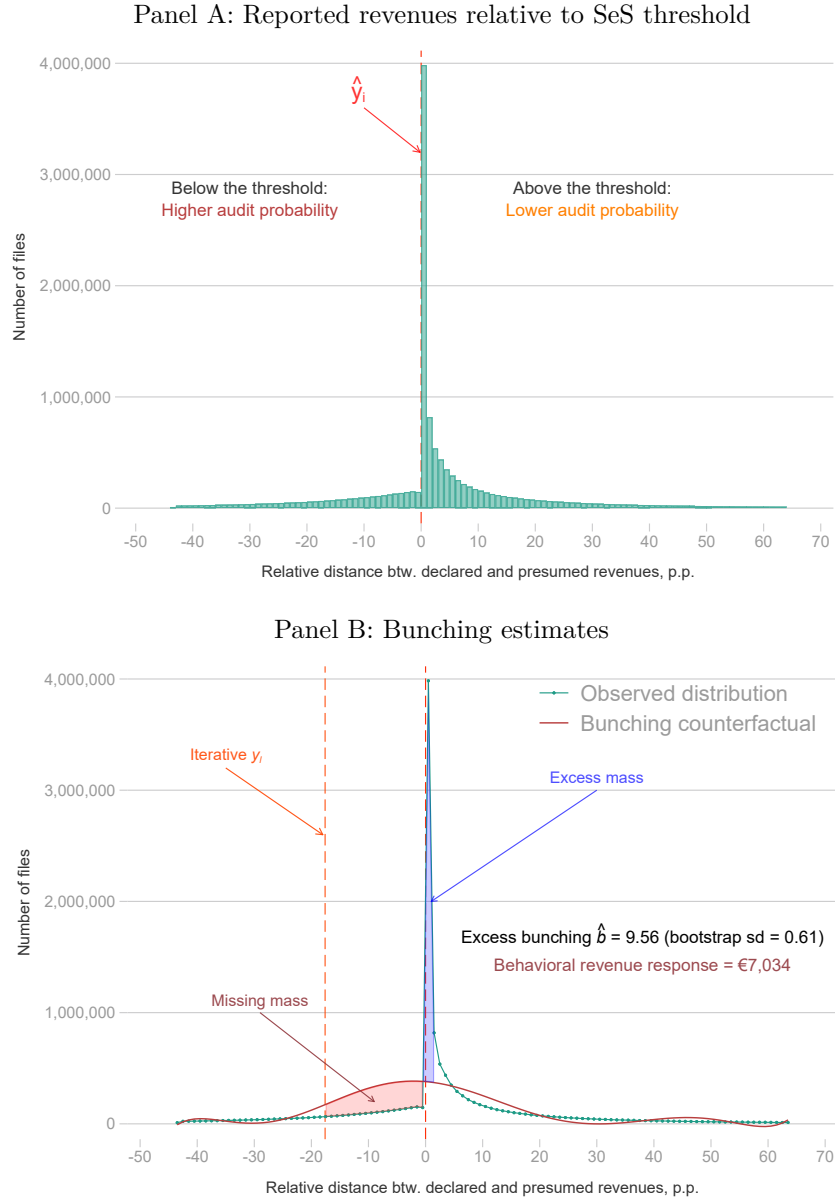 Panel A: Reported revenues relative to SeS threshold
4,000,000
3,000,000
2,000,000
1,000,000
0
Number of files
ŷᵢ
Below the threshold:
Higher audit probability
Above the threshold:
Lower audit probability
-50 -40 -30 -20 -10 0 10 20 30 40 50 60 70
Relative distance btw. declared and presumed revenues, p.p.
Panel B: Bunching estimates
4,000,000
3,000,000
2,000,000
1,000,000
0
Number of files
Observed distribution
Bunching counterfactual
Iterative yₗ
Excess mass
Excess bunching b̂ = 9.56 (bootstrap sd = 0.61)
Behavioral revenue response = €7,034
Missing mass
-50 -40 -30 -20 -10 0 10 20 30 40 50 60 70
Relative distance btw. declared and presumed revenues, p.p.